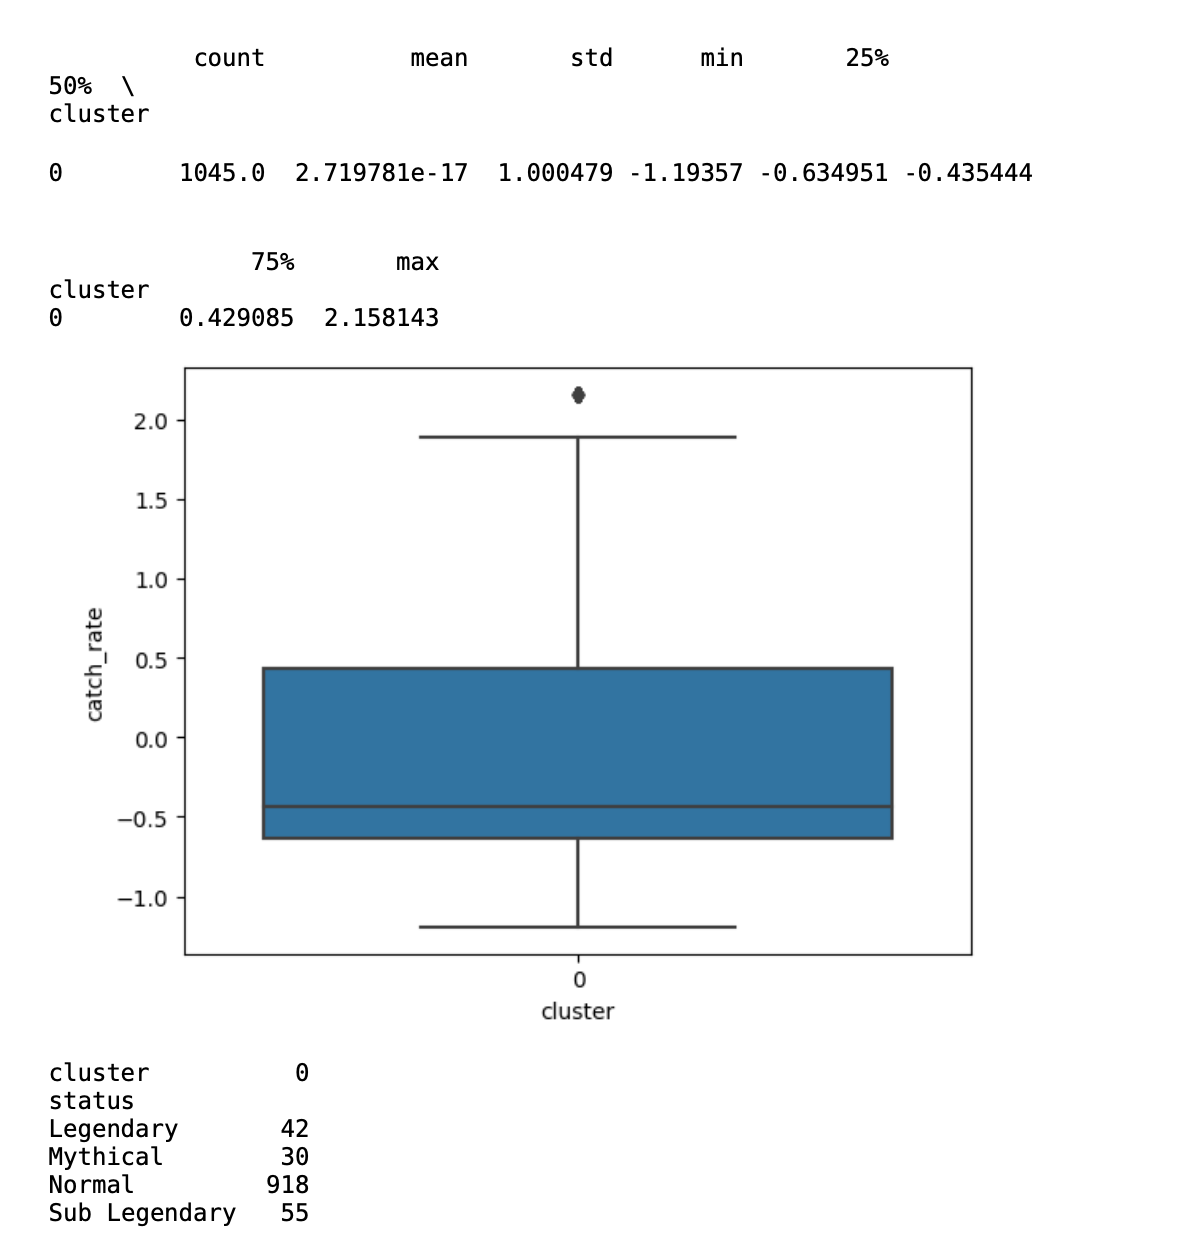 count mean std min 25%
50% \
cluster
0 1045.0 2.719781e-17 1.000479 -1.19357 -0.634951 -0.435444
75% max
cluster
0 0.429085 2.158143
2.0
1.5
1.0
0.5
0.0
−0.5
−1.0
catch_rate
0
cluster
cluster 0
status
Legendary 42
Mythical 30
Normal 918
Sub Legendary 55